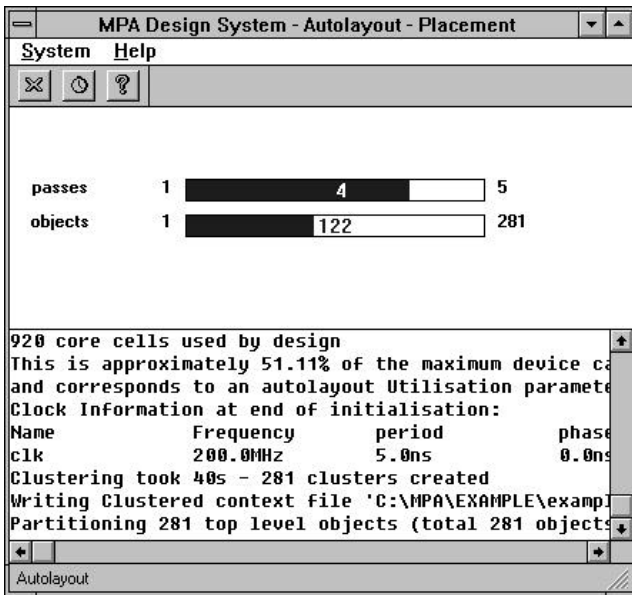 MPA Design System - Autolayout - Placement
System Help
passes 1 4 5
objects 1 122 281
920 core cells used by design
This is approximately 51.11% of the maximum device ca
and corresponds to an autolayout Utilisation paramete
Clock Information at end of initialisation:
Name Frequency period phase
clk 200.0MHz 5.0ns 0.0ns
Clustering took 40s - 281 clusters created
Writing Clustered context file 'C:\MPA\EXAMPLE\exampl
Partitioning 281 top level objects (total 281 objects
Autolayout